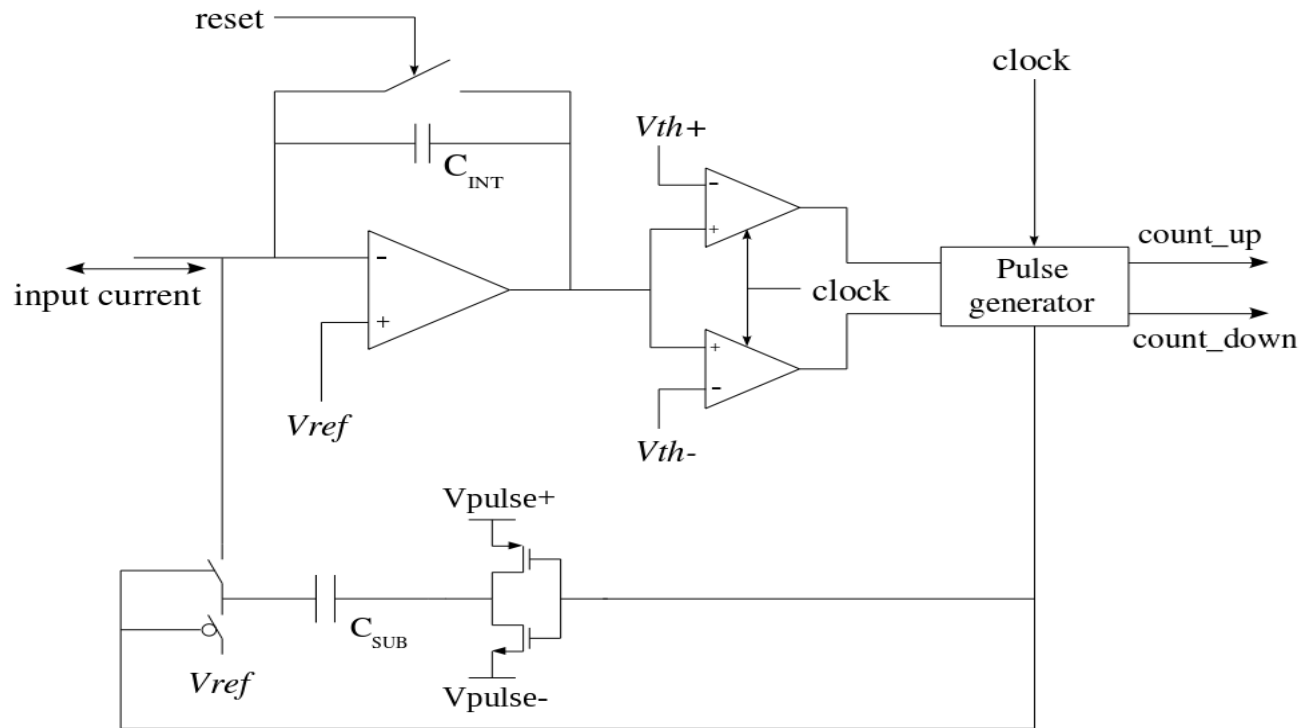 reset
clock
Vth+
C_INT
-
+
-
+
count_up
Pulse
generator
input current
clock
+
-
count_down
Vref
Vth-
Vpulse+
C_SUB
Vref
Vpulse-